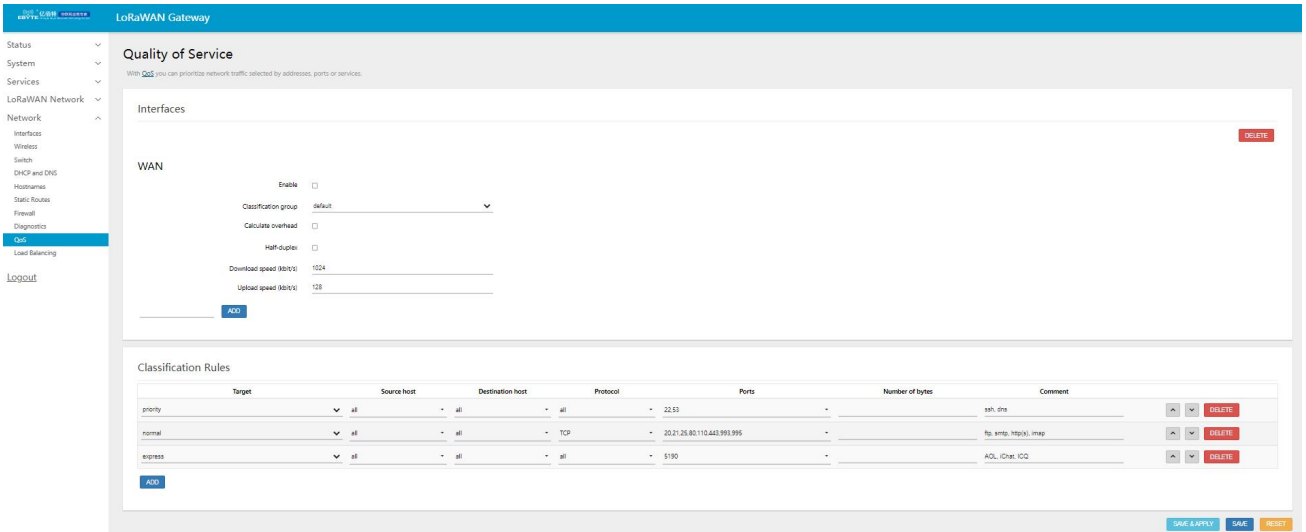 EBYTE 亿佰特
LoRaWAN Gateway
Status
System
Services
LoRaWAN Network
Network
Interfaces
Wireless
Switch
DHCP and DNS
Hostnames
Static Routes
Firewall
Diagnostics
QoS
Load Balancing
Logout
Quality of Service
With QoS you can prioritize network traffic selected by addresses, ports or services.
Interfaces
DELETE
WAN
Enable
Classification group default
Calculate overhead
Half-duplex
Download speed (kbit/s) 1024
Upload speed (kbit/s) 128
ADD
Classification Rules
Target Source host Destination host Protocol Ports Number of bytes Comment
priority all all all 22,53 ssh, dns DELETE
normal all all TCP 20,21,25,80,110,443,993,995 ftp, smtp, http(s), imap DELETE
express all all all 5190 AOL, iChat, ICQ DELETE
ADD
SAVE & APPLY SAVE RESET